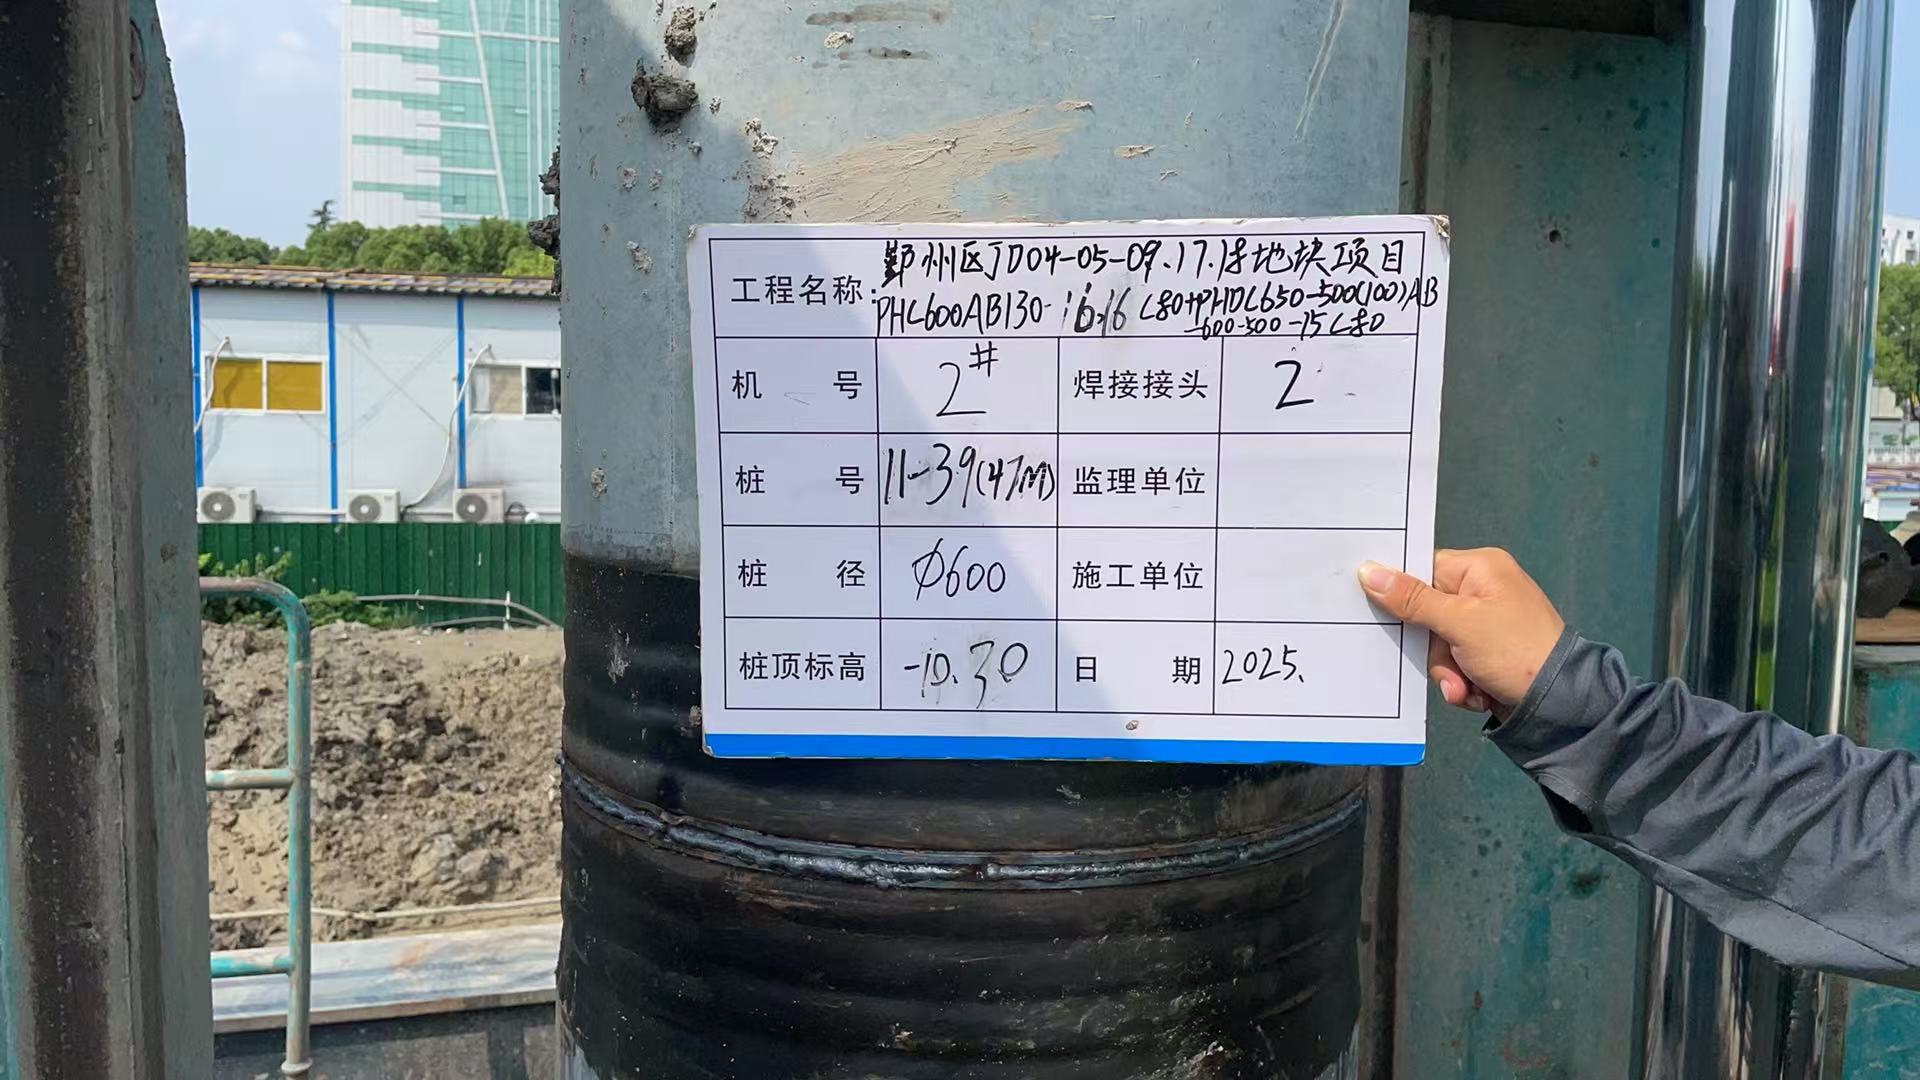 工程名称: 鄞州区JD04-05-09.17.18地块项目
PHC600AB130-16.16 C80+PHDC650-500(100)AB
-600-500-15 C80
机 号 2# 焊接接头 2
桩 号 11-39(47M) 监理单位
桩 径 Φ600 施工单位
桩顶标高 -10.30 日 期 2025.